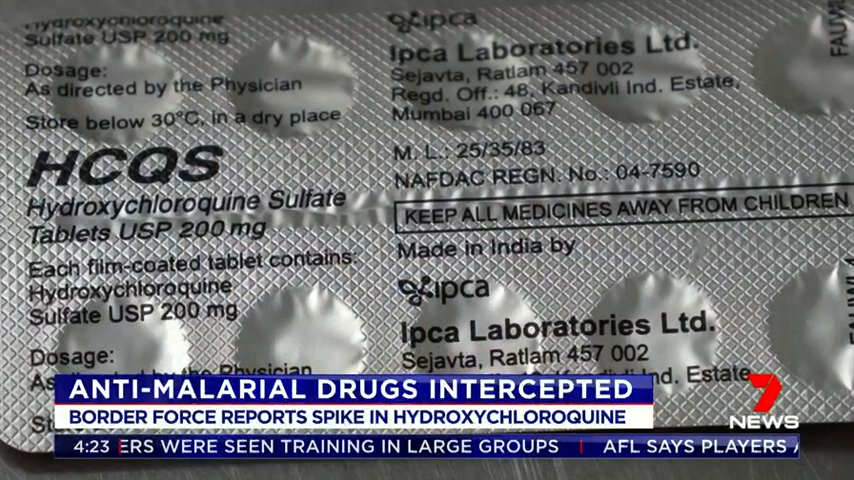 Hydroxychloroquine
Sulfate USP 200 mg
Dosage:
As directed by the Physician
Store below 30°C, in a dry place
HCQS
Hydroxychloroquine Sulfate
Tablets USP 200 mg
Each film-coated tablet contains:
Hydroxychloroquine
Sulfate USP 200 mg
Dosage:
Physician
ipca
Ipca Laboratories Ltd.
Sejavta, Ratlam 457 002
Regd. Off.: 48, Kandivli Ind. Estate,
Mumbai 400 067
M. L.: 25/35/83
NAFDAC REGN. No.: 04-7590
KEEP ALL MEDICINES AWAY FROM CHILDREN
Made in India by
ipca
Ipca Laboratories Ltd.
Sejavta, Ratlam 457 002
Ind. Estate
ANTI-MALARIAL DRUGS INTERCEPTED
BORDER FORCE REPORTS SPIKE IN HYDROXYCHLOROQUINE
7
NEWS
4:23 ERS WERE SEEN TRAINING IN LARGE GROUPS | AFL SAYS PLAYERS